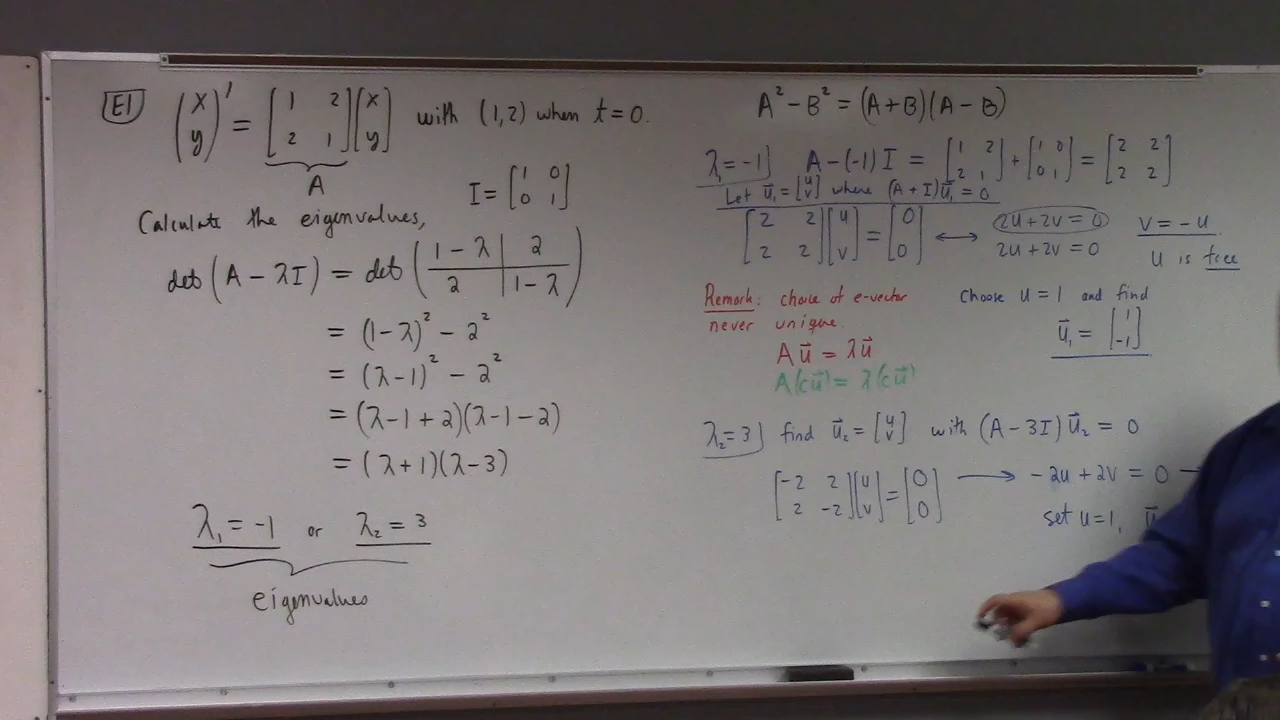 E1 (x y)' = [1 2 2 1][x y] with (1,2) when t=0.
A
I = [1 0 0 1]
Calculate the eigenvalues,
det(A - λI) = det(1-λ 2 2 1-λ)
= (1-λ)² - 2²
= (λ-1)² - 2²
= (λ-1+2)(λ-1-2)
= (λ+1)(λ-3)
λ₁ = -1 or λ₂ = 3
eigenvalues
A² - B² = (A+B)(A-B)
λ₁ = -1 A-(-1)I = [1 2 2 1] + [1 0 0 1] = [2 2 2 2]
Let u⃗₁ = [u v] where (A+I)u⃗₁ = 0
[2 2 2 2][u v] = [0 0] ↔ 2u+2v=0 v=-u
2u+2v=0 u is free
Remark: choice of e-vector
never unique.
Au⃗ = λu⃗
A(cu⃗) = λ(cu⃗)
Choose u=1 and find
u⃗₁ = [1 -1]
λ₂=3 find u⃗₂ = [u v] with (A-3I)u⃗₂ = 0
[-2 2 2 -2][u v] = [0 0] → -2u+2v=0 →
set u=1, u⃗